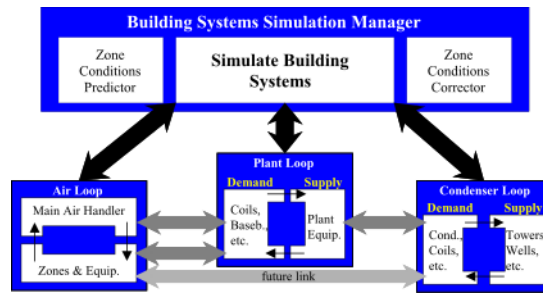 Building Systems Simulation Manager
Zone
Conditions
Predictor
Simulate Building
Systems
Zone
Conditions
Corrector
Air Loop
Main Air Handler
Zones & Equip.
Plant Loop
Demand Supply
Coils,
Baseb.,
etc.
Plant
Equip.
Condenser Loop
Demand Supply
Cond.,
Coils,
etc.
Towers,
Wells,
etc.
future link